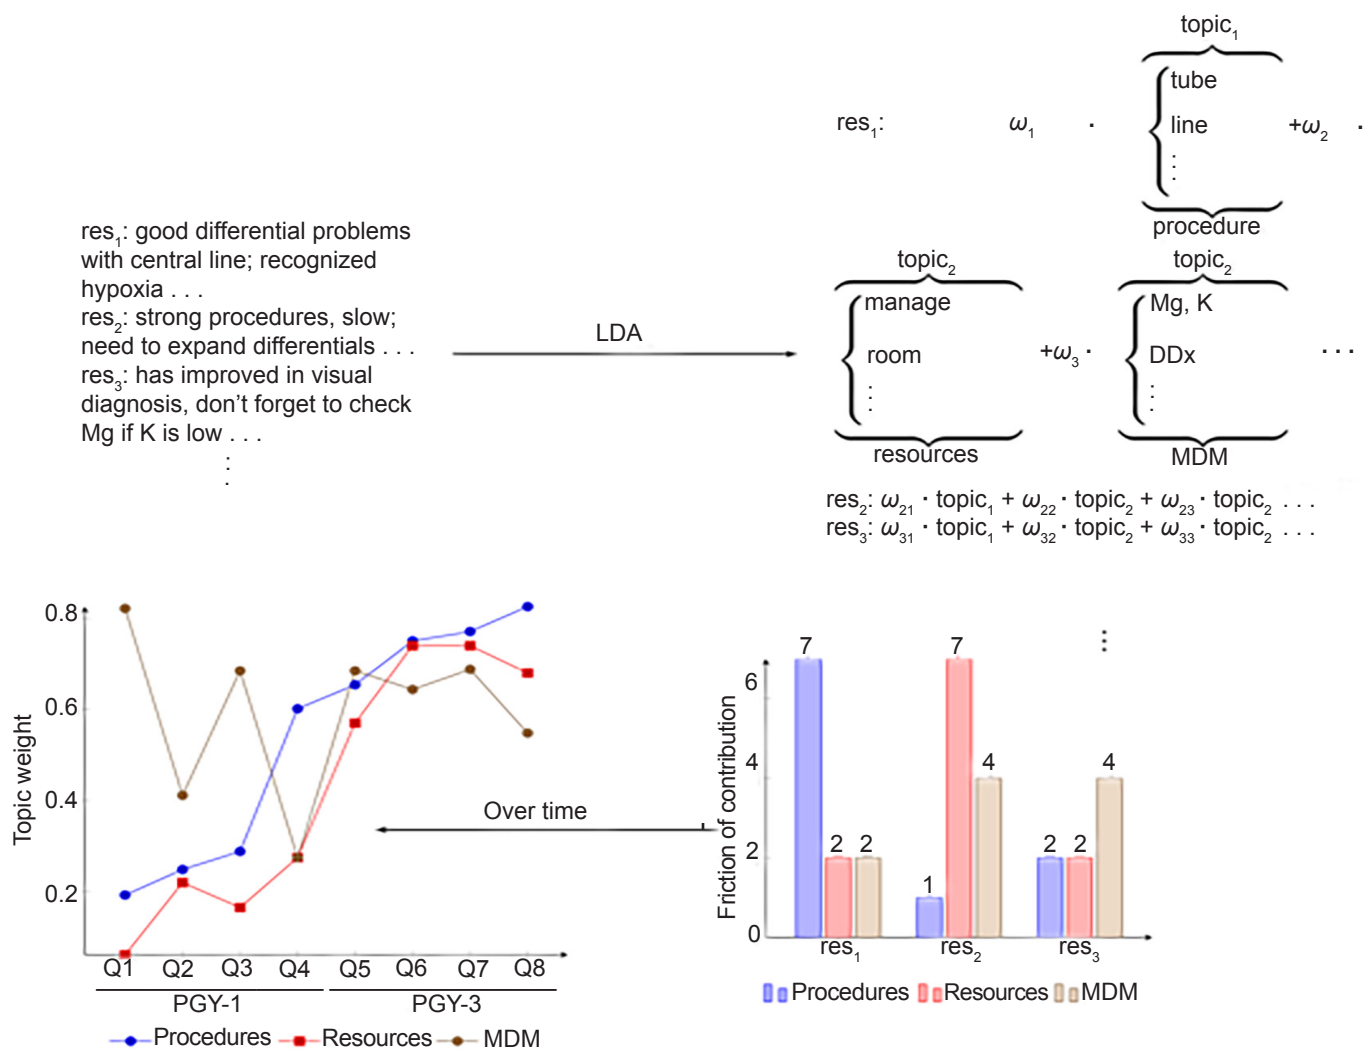 topic₁
tube
res₁: ω₁ · line +ω₂ ·
⋮
procedure
res₁: good differential problems
with central line; recognized
hypoxia . . .
res₂: strong procedures, slow;
need to expand differentials . . .
res₃: has improved in visual
diagnosis, don’t forget to check
Mg if K is low . . .
⋮
LDA
topic₂ topic₂
manage Mg, K
room +ω₃ · DDx ...
⋮ ⋮
resources MDM
res₂: ω₂₁ · topic₁ + ω₂₂ · topic₂ + ω₂₃ · topic₂ . . .
res₃: ω₃₁ · topic₁ + ω₃₂ · topic₂ + ω₃₃ · topic₂ . . .
⋮
Topic weight
0.8
0.6
0.4
0.2
Q1 Q2 Q3 Q4 Q5 Q6 Q7 Q8
PGY-1 PGY-3
Procedures Resources MDM
Over time
Friction of contribution
6
4
2
0
7 2 2 1 7 4 2 2 4
res₁ res₂ res₃
Procedures Resources MDM